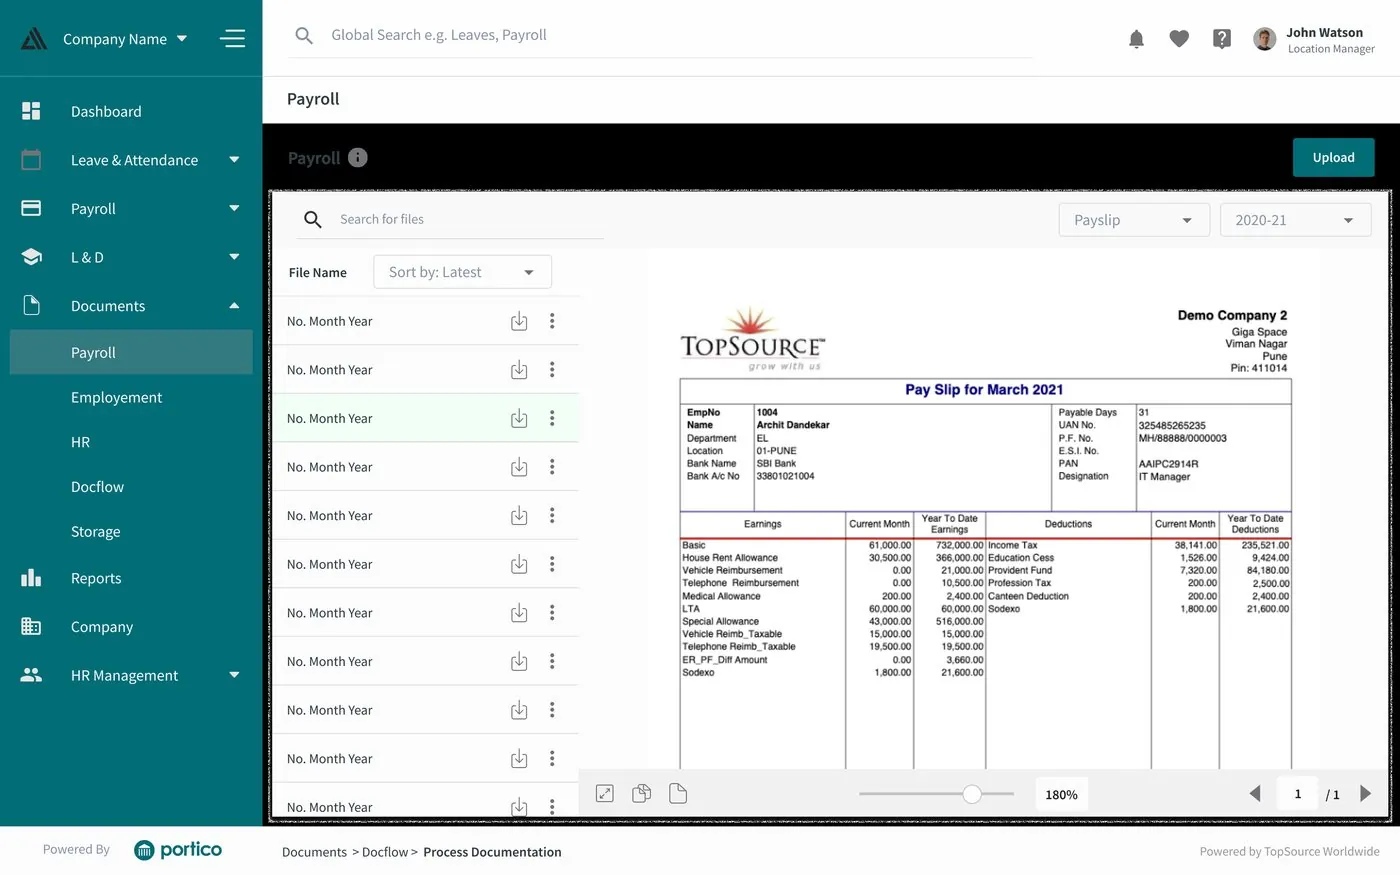 Company Name
Global Search e.g. Leaves, Payroll
John Watson
Location Manager
Dashboard
Leave & Attendance
Payroll
L & D
Documents
Payroll
Employement
HR
Docflow
Storage
Reports
Company
HR Management
Payroll
Payroll
Upload
Search for files
Payslip
2020-21
File Name
Sort by: Latest
No. Month Year
No. Month Year
No. Month Year
No. Month Year
No. Month Year
No. Month Year
No. Month Year
No. Month Year
No. Month Year
No. Month Year
No. Month Year
TOPSOURCE™
grow with us
Demo Company 2
Giga Space
Viman Nagar
Pune
Pin: 411014
Pay Slip for March 2021
EmpNo 1004 Payable Days 31
Name Archit Dandekar UAN No. 325485265235
Department EL P.F. No. MH/88888/0000003
Location 01-PUNE E.S.I. No.
Bank Name SBI Bank PAN AAIPC2914R
Bank A/c No 33801021004 Designation IT Manager
Earnings Current Month Year To Date Earnings Deductions Current Month Year To Date Deductions
Basic 61,000.00 732,000.00 Income Tax 38,141.00 235,521.00
House Rent Allowance 30,500.00 366,000.00 Education Cess 1,526.00 9,424.00
Vehicle Reimbursement 0.00 21,000.00 Provident Fund 7,320.00 84,180.00
Telephone Reimbursement 0.00 10,500.00 Profession Tax 200.00 2,500.00
Medical Allowance 200.00 2,400.00 Canteen Deduction 200.00 2,400.00
LTA 60,000.00 60,000.00 Sodexo 1,800.00 21,600.00
Special Allowance 43,000.00 516,000.00
Vehicle Reimb_Taxable 15,000.00 15,000.00
Telephone Reimb_Taxable 19,500.00 19,500.00
ER_PF_Diff Amount 0.00 3,660.00
Sodexo 1,800.00 21,600.00
180%
1 / 1
Powered By portico
Documents > Docflow > Process Documentation
Powered by TopSource Worldwide